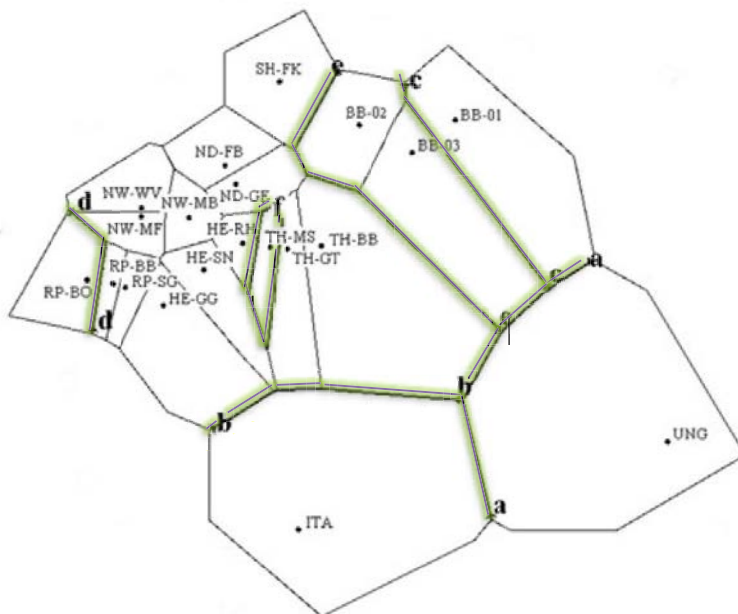 SH-FK
c
c
BB-01
BB-02
BB-03
ND-FB
ND-GF
NW-WV
d
NW-MB
f
NW-MF
HE-RH
TH-MS
TH-BB
TH-GT
RP-BB
HE-SN
a
RP-BO
RP-SG
HE-GG
d
b
b
UNG
a
ITA